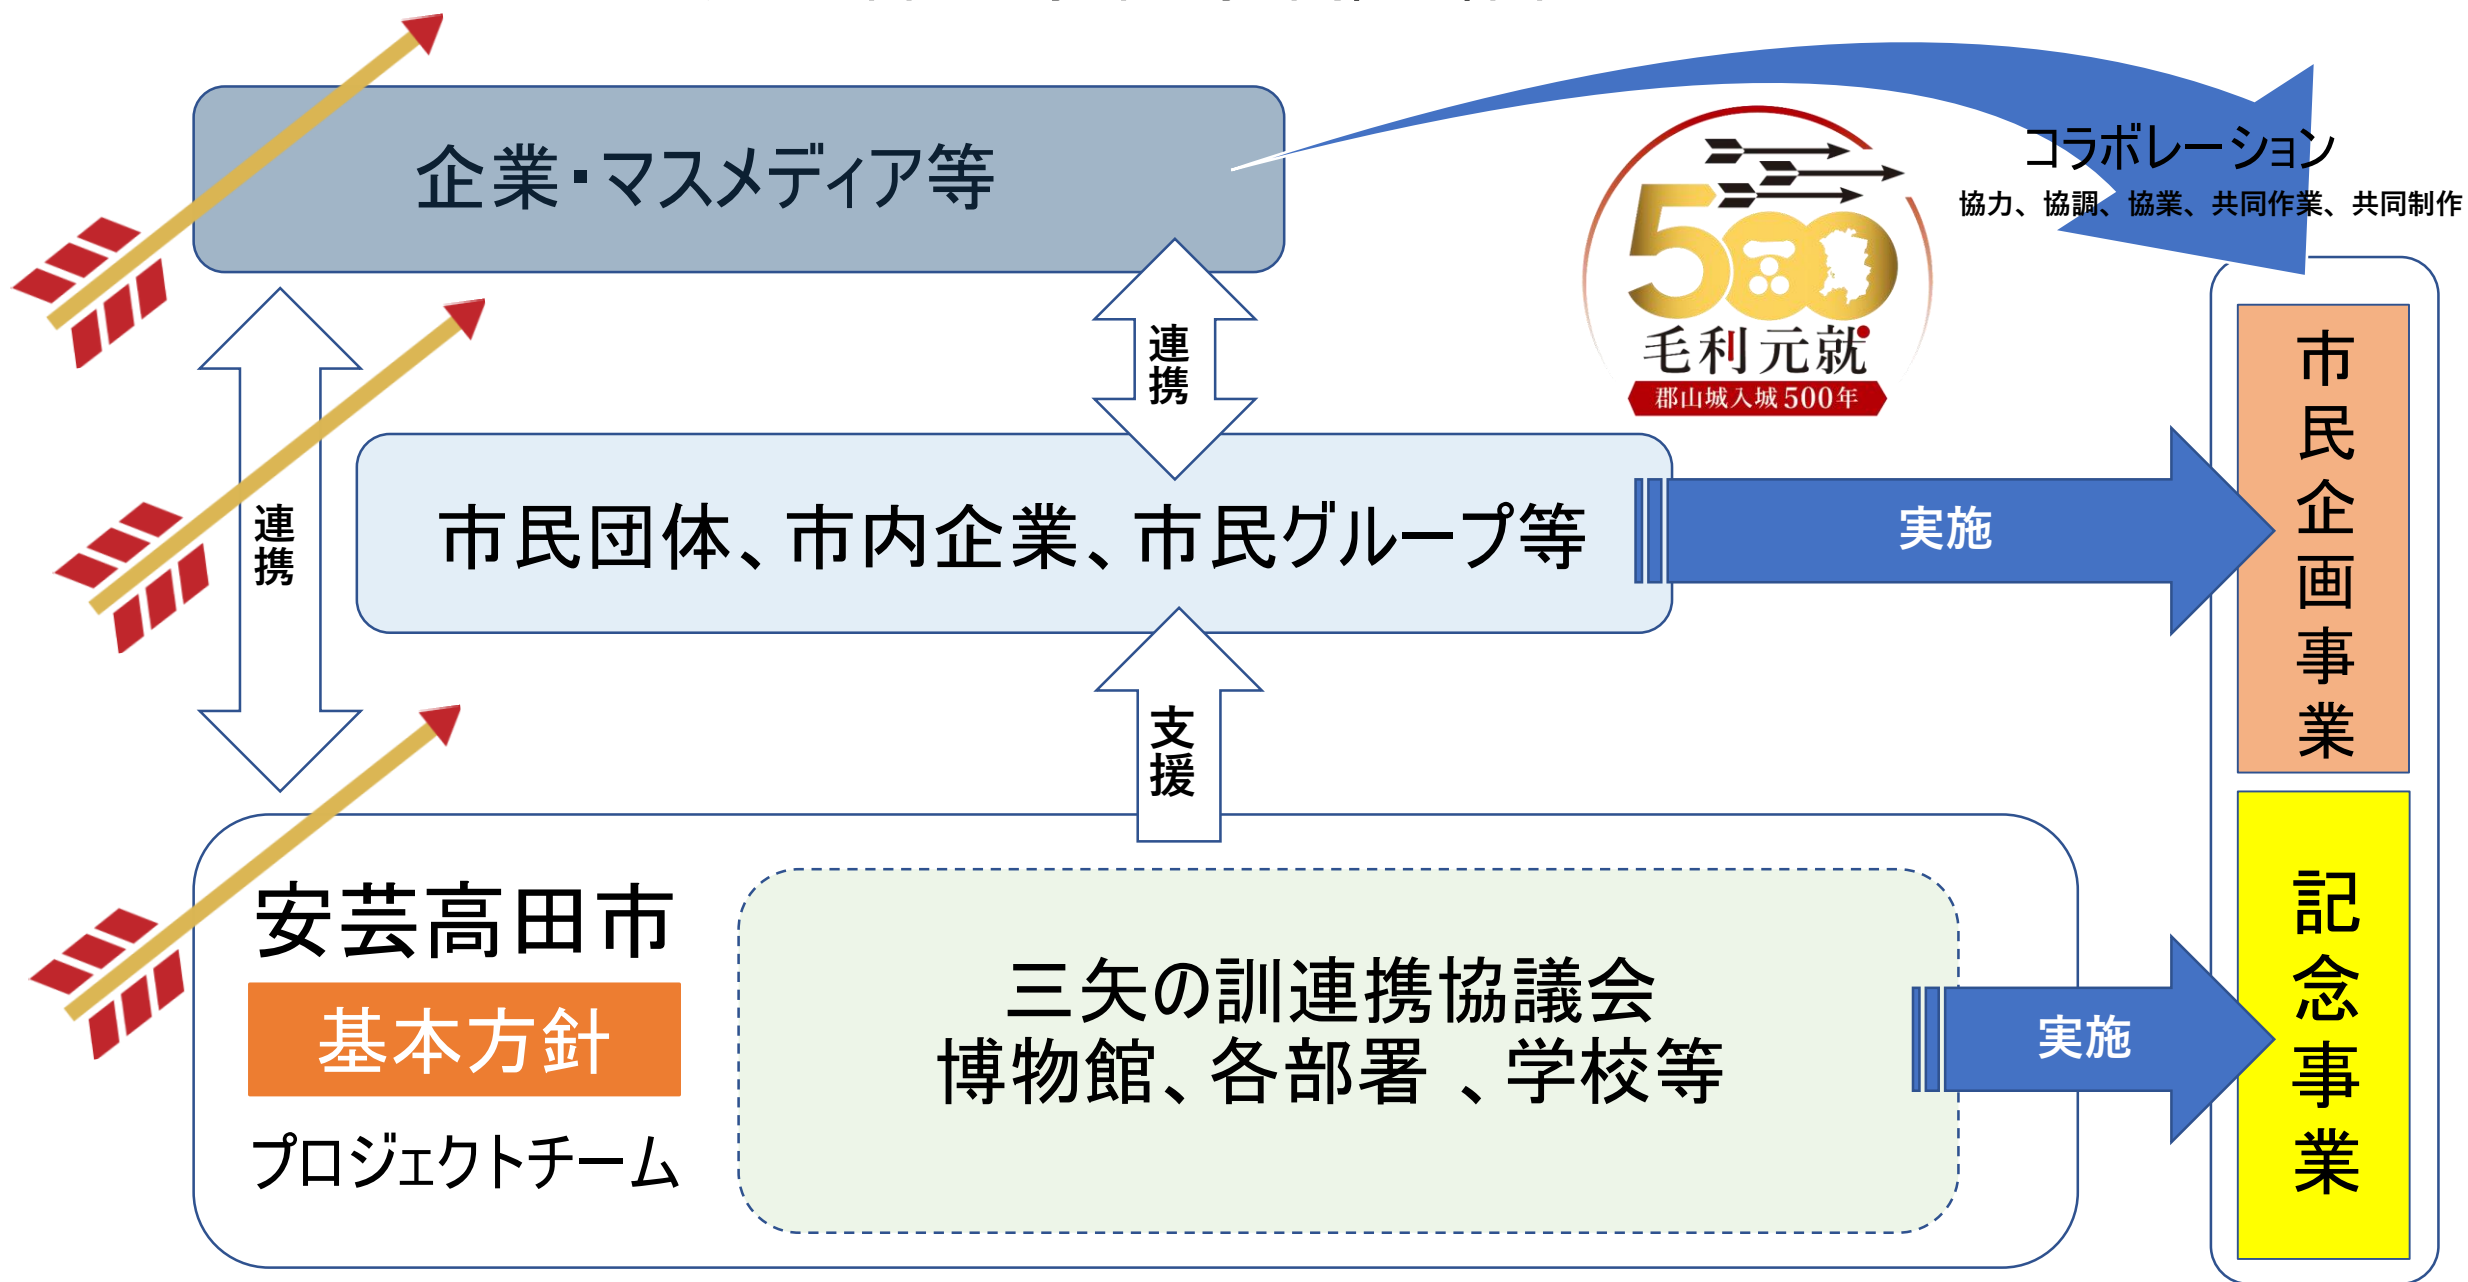 企業・マスメディア等
コラボレーション
協力、協調、協業、共同作業、共同制作
500
毛利元就
郡山城入城500年
連携
連携
市民団体、市内企業、市民グループ等
実施
市民企画事業
支援
安芸高田市
基本方針
プロジェクトチーム
三矢の訓連携協議会
博物館、各部署 、学校等
実施
記念事業